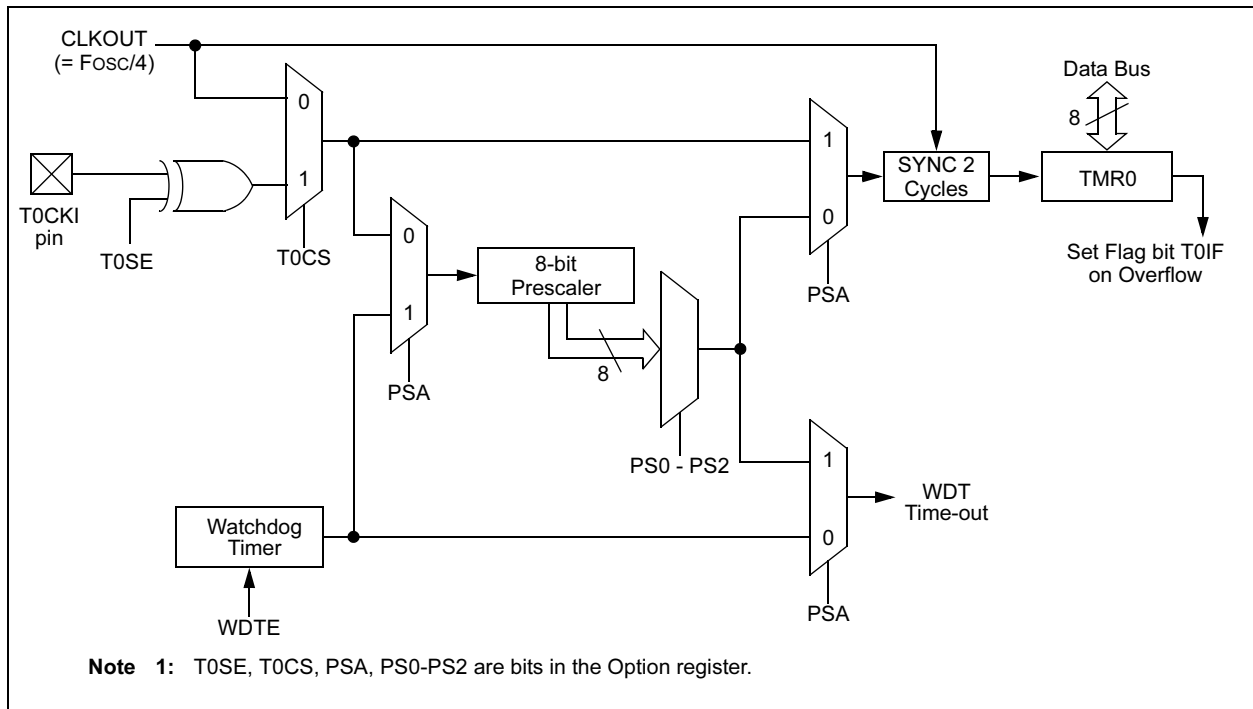 CLKOUT
(= FOSC/4)
Data Bus
8
0
1
T0CKI
pin
T0SE
T0CS
0
1
PSA
8-bit
Prescaler
8
PS0 - PS2
1
0
PSA
SYNC 2
Cycles
TMR0
Set Flag bit T0IF
on Overflow
Watchdog
Timer
WDTE
1
0
PSA
WDT
Time-out
Note 1: T0SE, T0CS, PSA, PS0-PS2 are bits in the Option register.